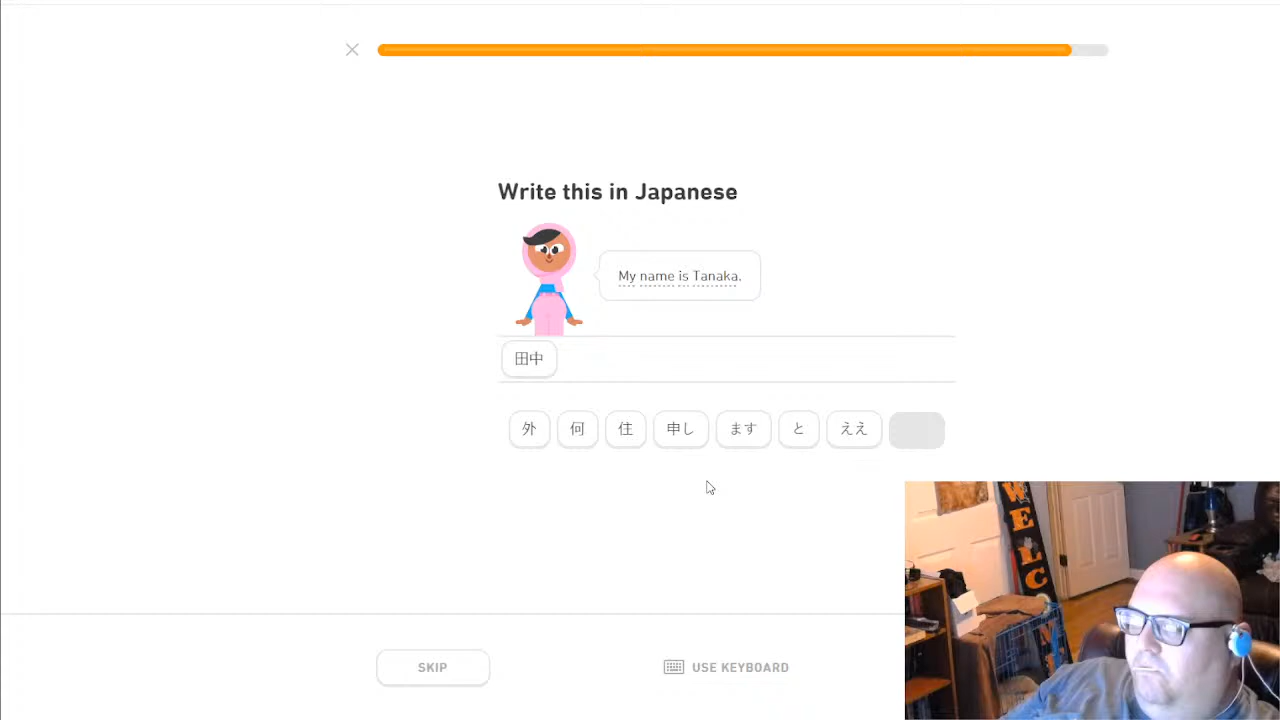 Write this in Japanese
My name is Tanaka.
田中
外 何 住 申し ます と ええ
SKIP
USE KEYBOARD
WELC